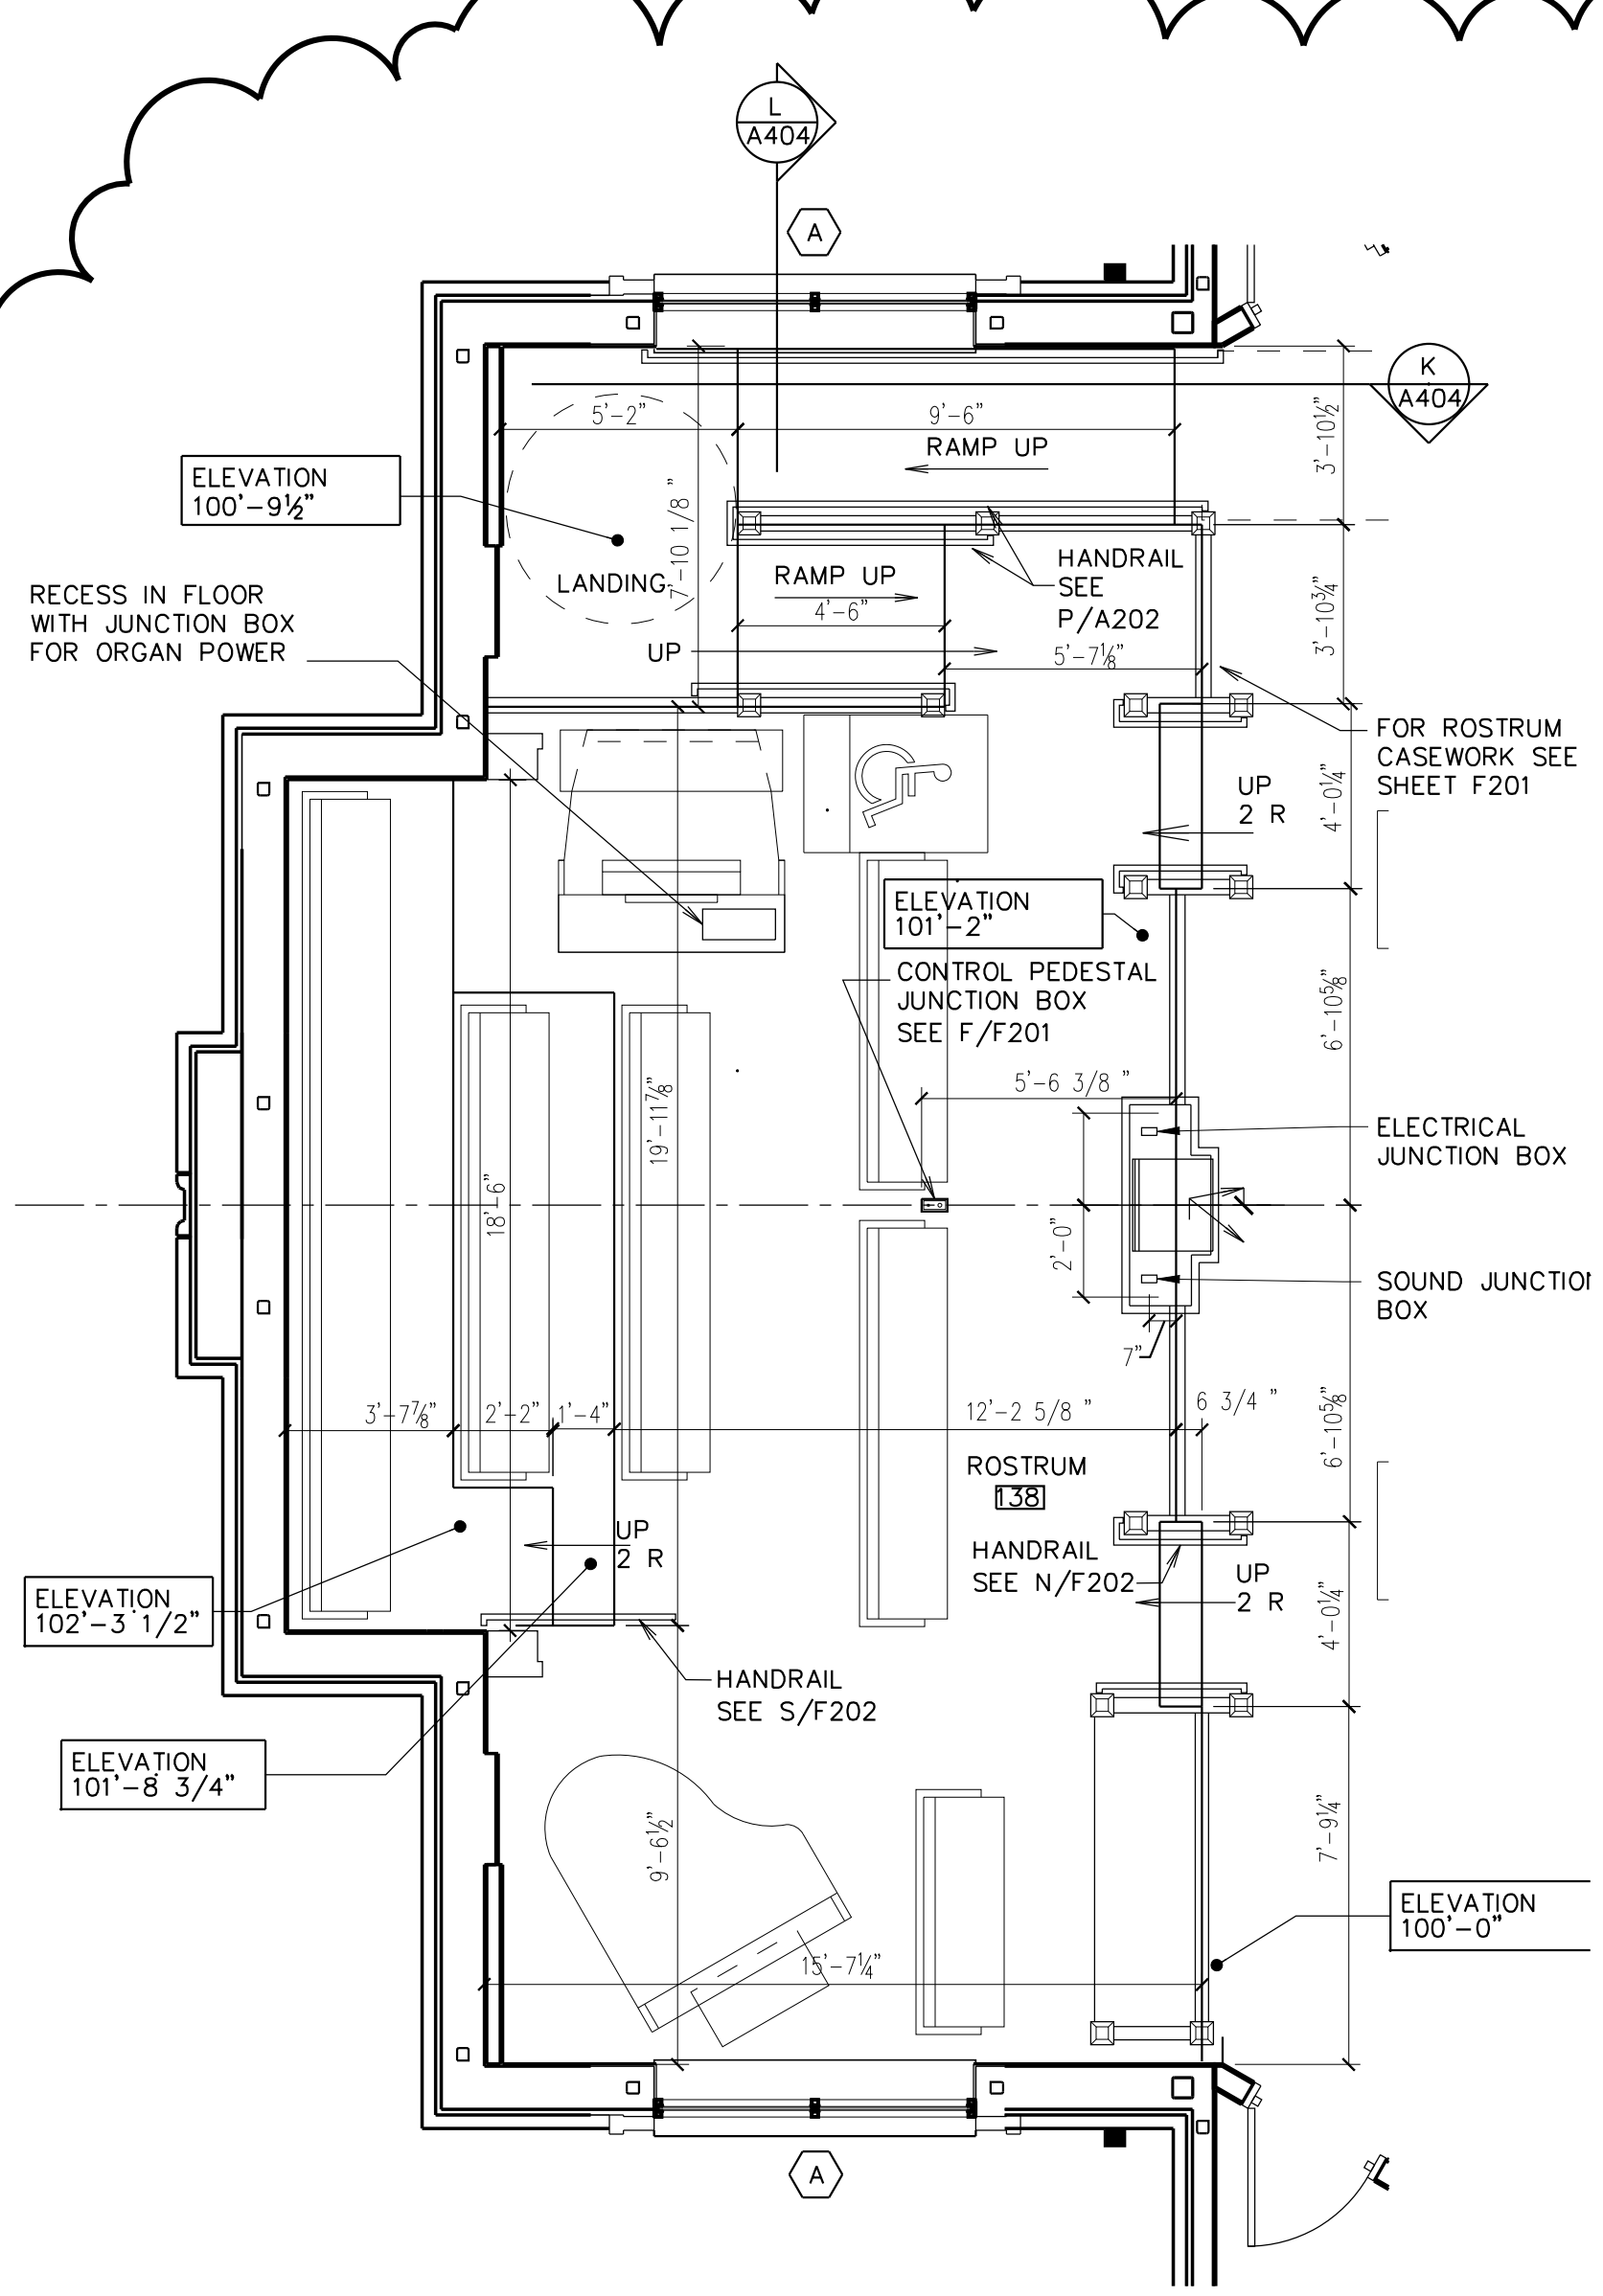 L
A404
A
K
A404
5'-2"
9'-6"
RAMP UP
3'-10½"
ELEVATION
100'-9½"
7'-10 1/8 "
LANDING
RAMP UP
4'-6"
HANDRAIL
SEE
P/A202
3'-10¾"
RECESS IN FLOOR
WITH JUNCTION BOX
FOR ORGAN POWER
UP
5'-7⅛"
FOR ROSTRUM
CASEWORK SEE
SHEET F201
UP
2 R
4'-0¼"
ELEVATION
101'-2"
CONTROL PEDESTAL
JUNCTION BOX
SEE F/F201
6'-10⅝"
5'-6 3/8 "
19'-11⅞"
18'-6"
ELECTRICAL
JUNCTION BOX
2'-0"
SOUND JUNCTION
BOX
7"
3'-7⅞"
2'-2"
1'-4"
12'-2 5/8 "
6 3/4 "
6'-10⅝"
ROSTRUM
138
UP
2 R
HANDRAIL
SEE N/F202
UP
2 R
4'-0¼"
ELEVATION
102'-3 1/2"
HANDRAIL
SEE S/F202
ELEVATION
101'-8 3/4"
9'-6½"
7'-9¼"
ELEVATION
100'-0"
15'-7¼"
A